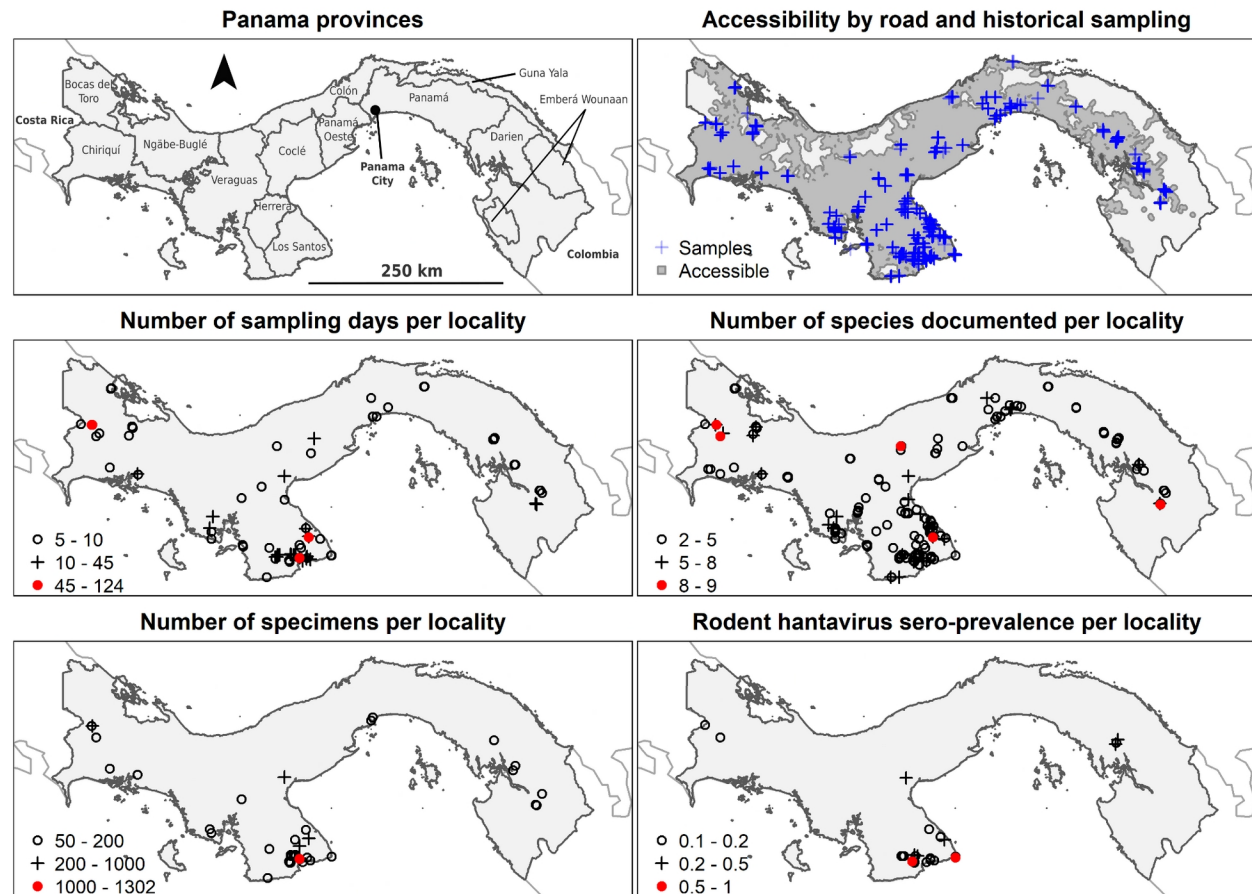 Panama provinces
Bocas del
Toro
Costa Rica
Chiriquí
Ngäbe-Buglé
Veraguas
Coclé
Colón
Panamá
Oeste
Panamá
City
Panama
Herrera
Los Santos
Guna Yala
Emberá Wounaan
Darien
Colombia
250 km
Accessibility by road and historical sampling
Samples
Accessible
Number of sampling days per locality
5 - 10
10 - 45
45 - 124
Number of species documented per locality
2 - 5
5 - 8
8 - 9
Number of specimens per locality
50 - 200
200 - 1000
1000 - 1302
Rodent hantavirus sero-prevalence per locality
0.1 - 0.2
0.2 - 0.5
0.5 - 1